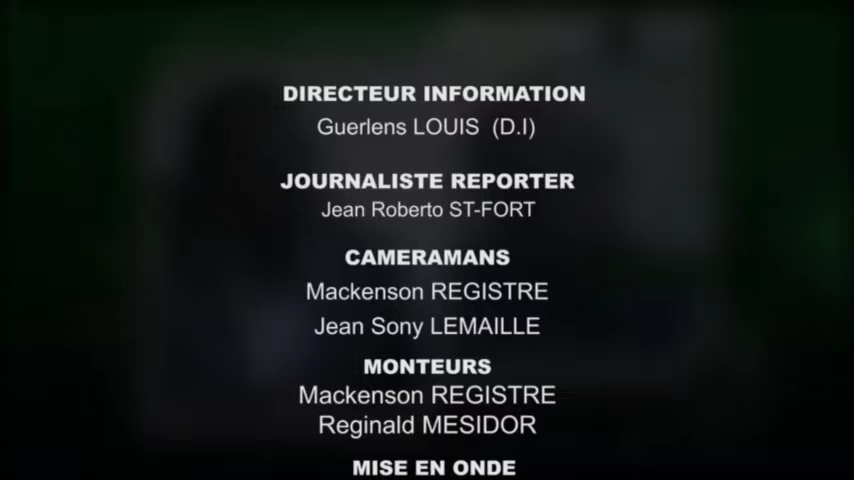 DIRECTEUR INFORMATION
Guerlens LOUIS (D.I)
JOURNALISTE REPORTER
Jean Roberto ST-FORT
CAMERAMANS
Mackenson REGISTRE
Jean Sony LEMAILLE
MONTEURS
Mackenson REGISTRE
Reginald MESIDOR
MISE EN ONDE